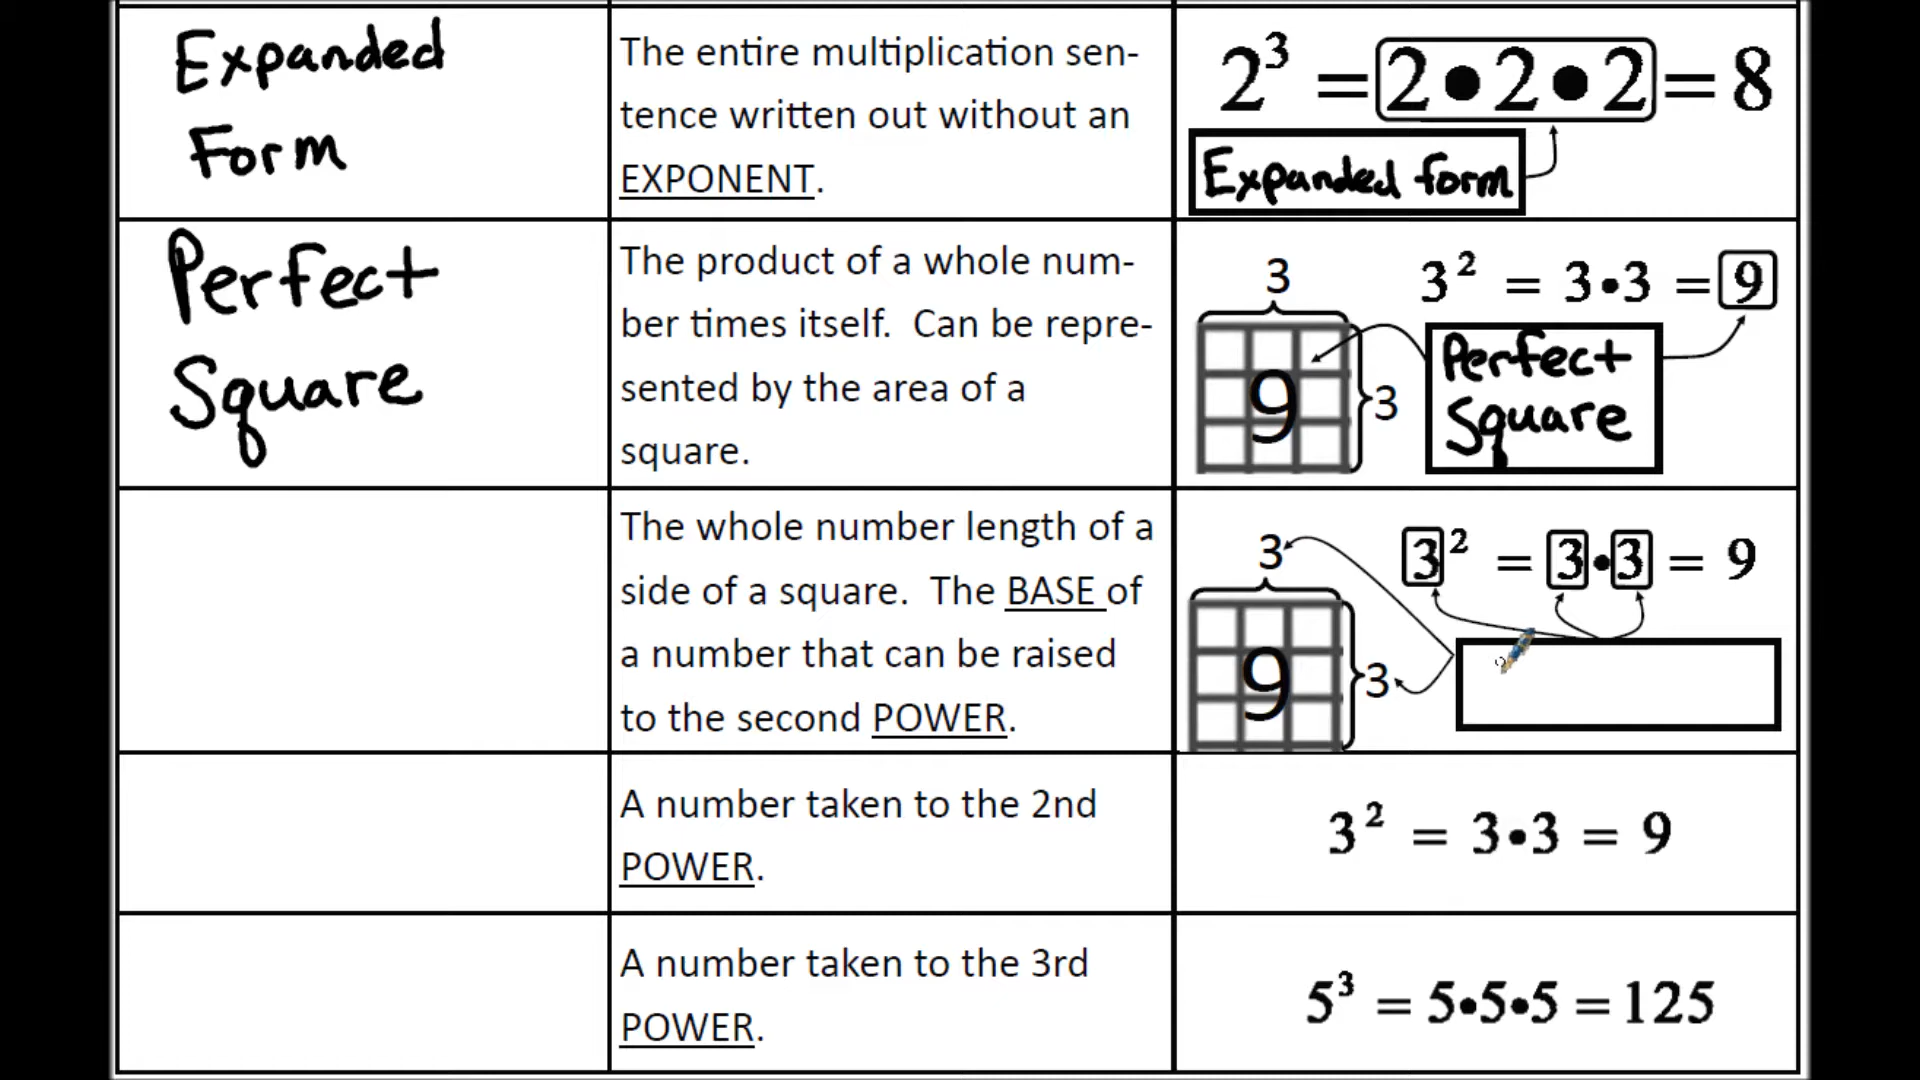 Expanded
Form
The entire multiplication sen-
tence written out without an
EXPONENT.
2³ = 2•2•2 = 8
Expanded form
Perfect
Square
The product of a whole num-
ber times itself.  Can be repre-
sented by the area of a
square.
3
3² = 3•3 = 9
9
3
Perfect
Square
The whole number length of a
side of a square.  The BASE of
a number that can be raised
to the second POWER.
3
3² = 3•3 = 9
9
3
A number taken to the 2nd
POWER.
3² = 3•3 = 9
A number taken to the 3rd
POWER.
5³ = 5•5•5 = 125